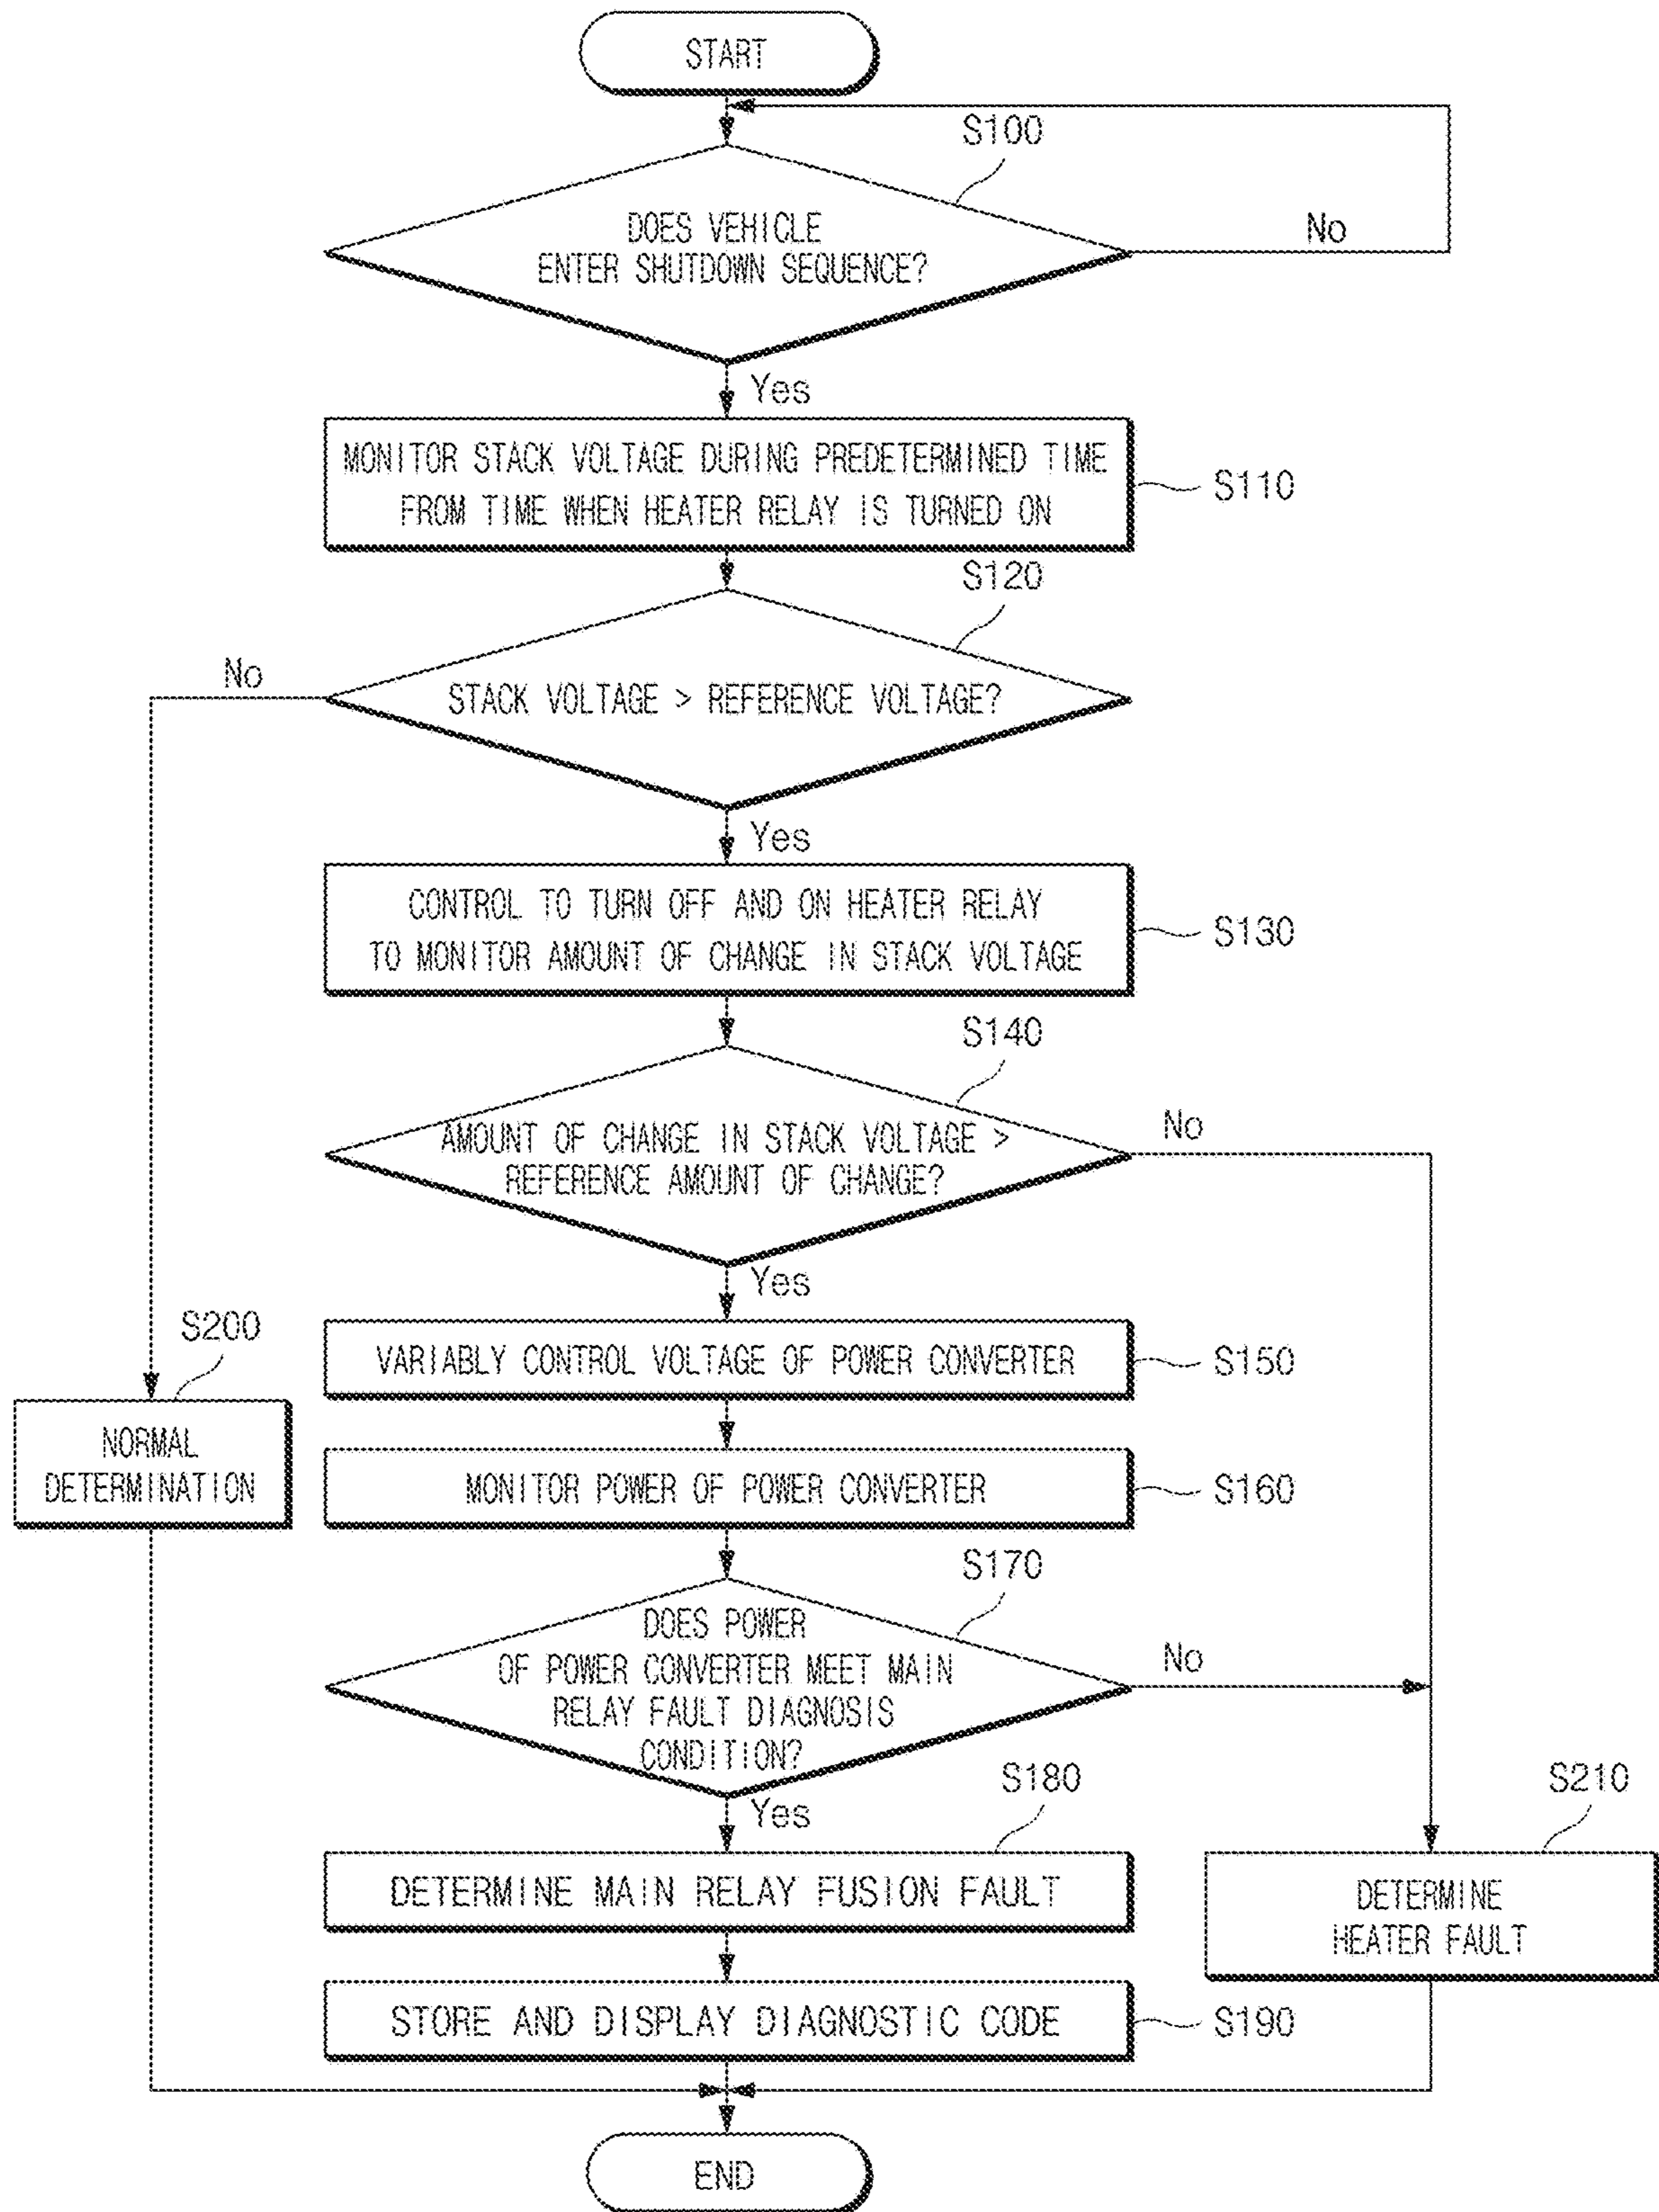 START
S100
DOES VEHICLE
ENTER SHUTDOWN SEQUENCE?
No
Yes
MONITOR STACK VOLTAGE DURING PREDETERMINED TIME
FROM TIME WHEN HEATER RELAY IS TURNED ON
S110
S120
No
STACK VOLTAGE > REFERENCE VOLTAGE?
Yes
CONTROL TO TURN OFF AND ON HEATER RELAY
TO MONITOR AMOUNT OF CHANGE IN STACK VOLTAGE
S130
S140
AMOUNT OF CHANGE IN STACK VOLTAGE >
REFERENCE AMOUNT OF CHANGE?
No
Yes
S200
NORMAL
DETERMINATION
VARIABLY CONTROL VOLTAGE OF POWER CONVERTER
S150
MONITOR POWER OF POWER CONVERTER
S160
S170
DOES POWER
OF POWER CONVERTER MEET MAIN
RELAY FAULT DIAGNOSIS
CONDITION?
No
Yes
S180
DETERMINE MAIN RELAY FUSION FAULT
S210
DETERMINE
HEATER FAULT
STORE AND DISPLAY DIAGNOSTIC CODE
S190
END